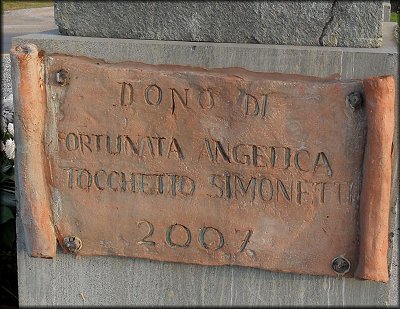 DONO DI
FORTUNATA ANGELICA
TOCCHETTO SIMONETTI
2007